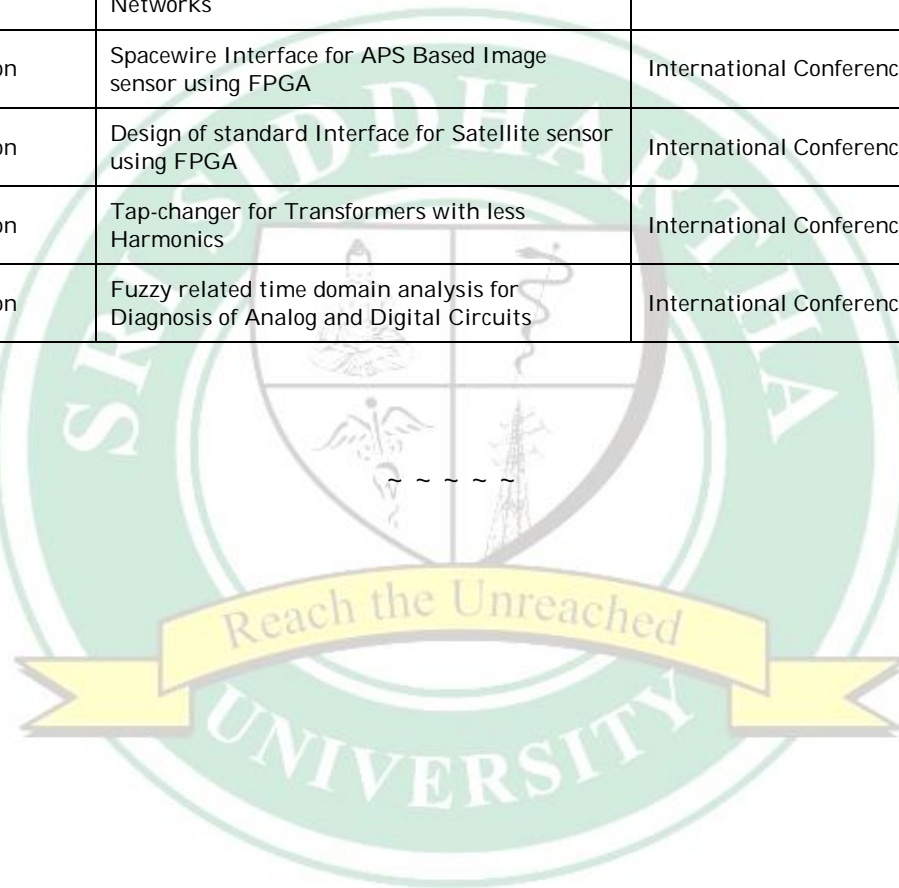 Networks
on
Spacewire Interface for APS Based Image
sensor using FPGA
International Conferenc
on
Design of standard Interface for Satellite sensor
using FPGA
International Conferenc
on
Tap-changer for Transformers with less
Harmonics
International Conferenc
on
Fuzzy related time domain analysis for
Diagnosis of Analog and Digital Circuits
International Conferenc
~ ~ ~ ~ ~
SRI SIDDHARTHA
Reach the Unreached
UNIVERSITY